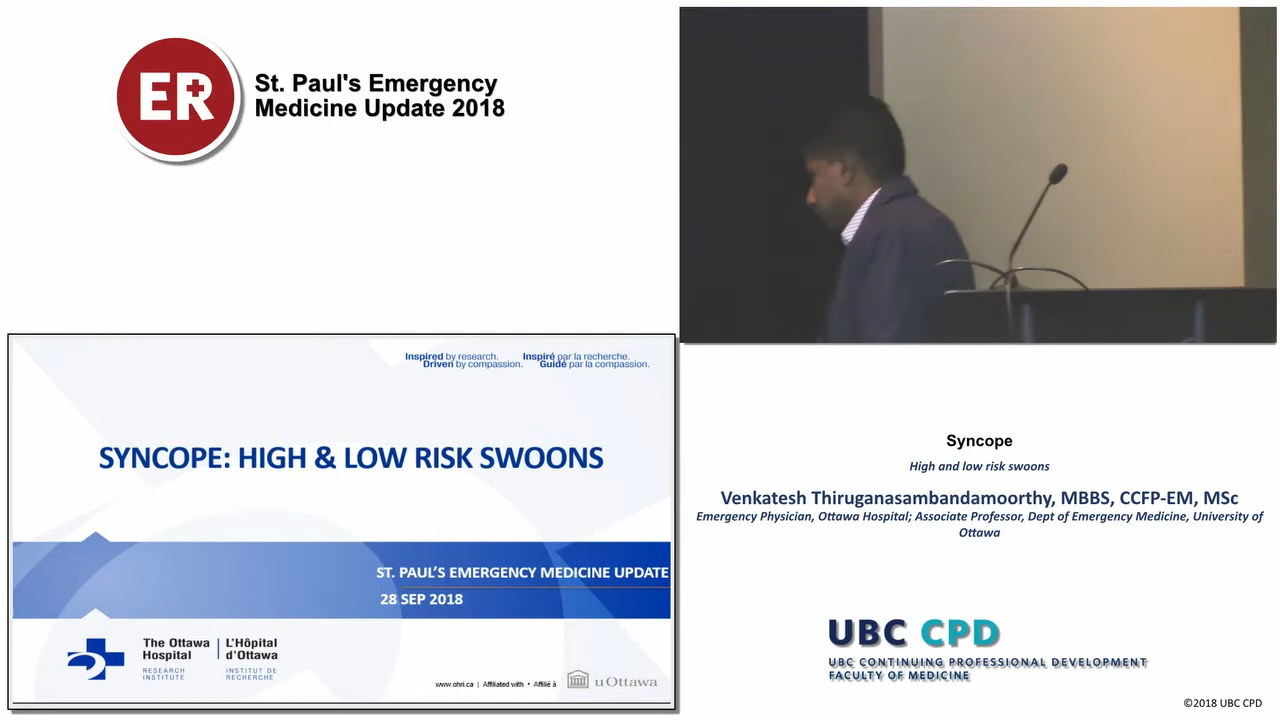 ER
St. Paul's Emergency
Medicine Update 2018
Inspired by research.
Driven by compassion.
Inspiré par la recherche.
Guidé par la compassion.
SYNCOPE: HIGH & LOW RISK SWOONS
ST. PAUL'S EMERGENCY MEDICINE UPDATE
28 SEP 2018
The Ottawa
Hospital
RESEARCH
INSTITUTE
L'Hôpital
d'Ottawa
INSTITUT DE
RECHERCHE
www.ohri.ca | Affiliated with • Affilié à
uOttawa
Syncope
High and low risk swoons
Venkatesh Thiruganasambandamoorthy, MBBS, CCFP-EM, MSc
Emergency Physician, Ottawa Hospital; Associate Professor, Dept of Emergency Medicine, University of
Ottawa
UBC CPD
UBC CONTINUING PROFESSIONAL DEVELOPMENT
FACULTY OF MEDICINE
©2018 UBC CPD